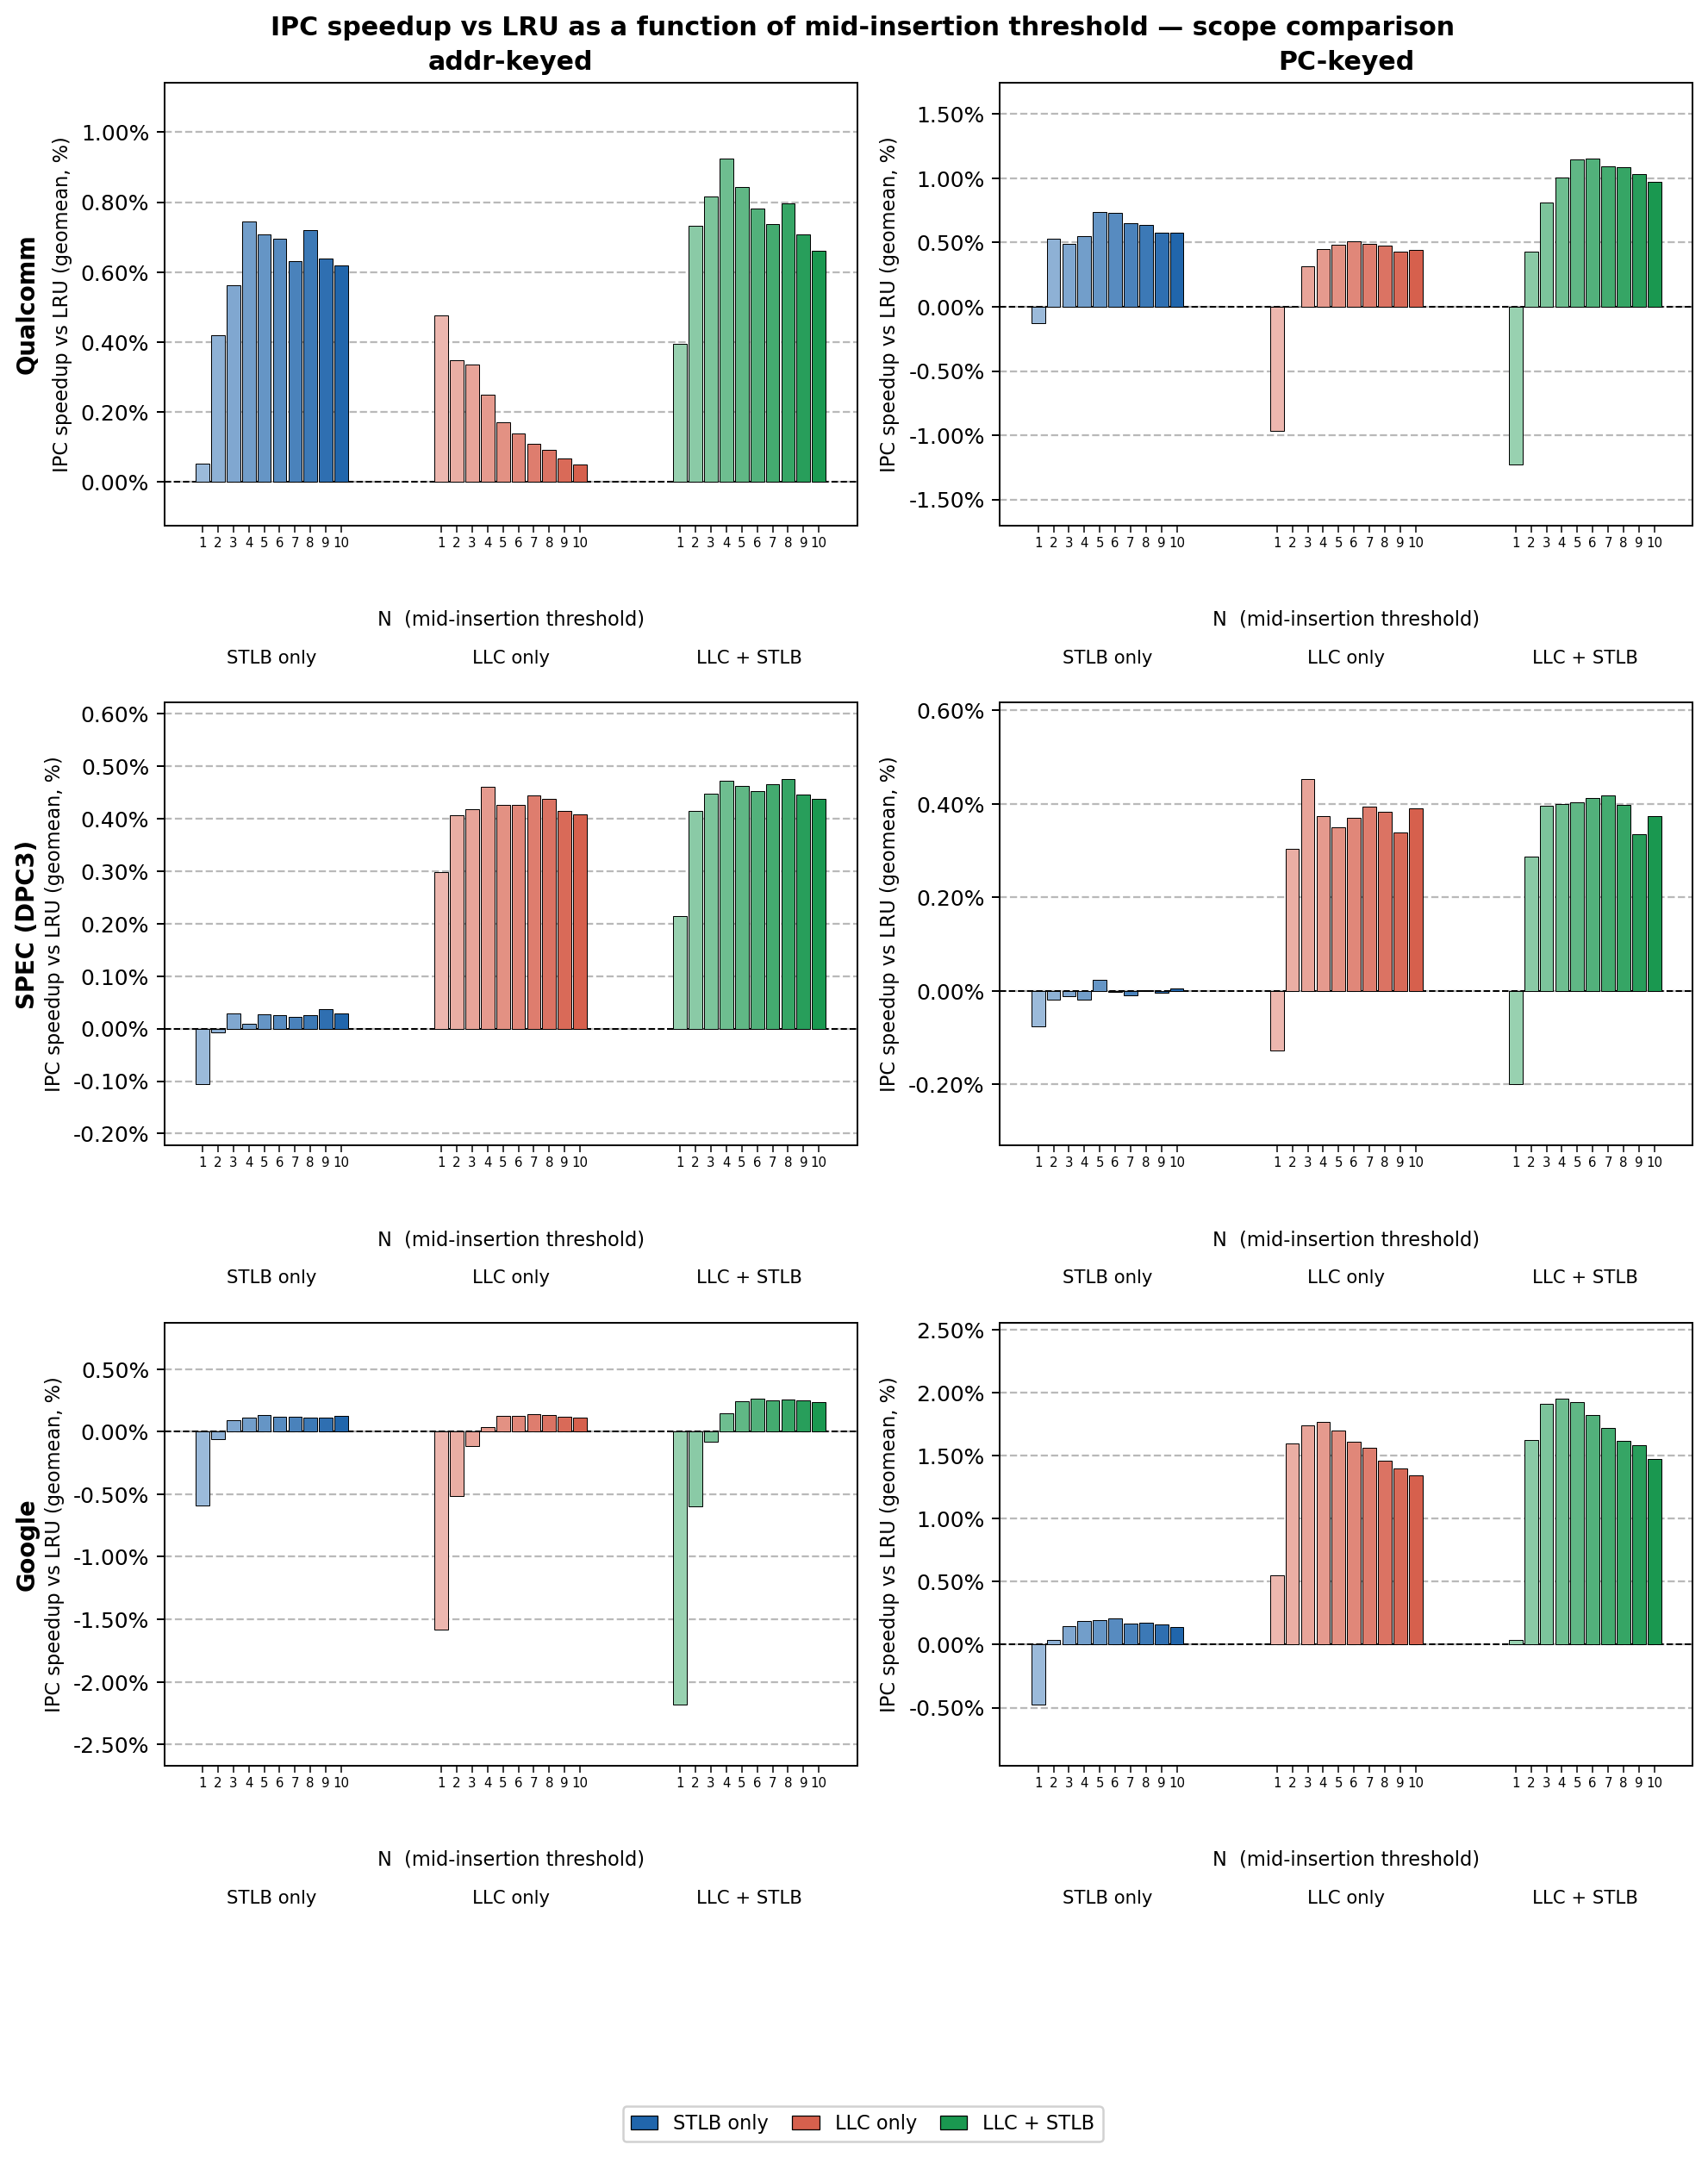 IPC speedup vs LRU as a function of mid-insertion threshold — scope comparison
addr-keyed
PC-keyed
Qualcomm
IPC speedup vs LRU (geomean, %)
1.00%
0.80%
0.60%
0.40%
0.20%
0.00%
1 2 3 4 5 6 7 8 9 10 1 2 3 4 5 6 7 8 9 10 1 2 3 4 5 6 7 8 9 10
N (mid-insertion threshold)
STLB only LLC only LLC + STLB
IPC speedup vs LRU (geomean, %)
1.50%
1.00%
0.50%
0.00%
-0.50%
-1.00%
-1.50%
1 2 3 4 5 6 7 8 9 10 1 2 3 4 5 6 7 8 9 10 1 2 3 4 5 6 7 8 9 10
N (mid-insertion threshold)
STLB only LLC only LLC + STLB
SPEC (DPC3)
IPC speedup vs LRU (geomean, %)
0.60%
0.50%
0.40%
0.30%
0.20%
0.10%
0.00%
-0.10%
-0.20%
1 2 3 4 5 6 7 8 9 10 1 2 3 4 5 6 7 8 9 10 1 2 3 4 5 6 7 8 9 10
N (mid-insertion threshold)
STLB only LLC only LLC + STLB
IPC speedup vs LRU (geomean, %)
0.60%
0.40%
0.20%
0.00%
-0.20%
1 2 3 4 5 6 7 8 9 10 1 2 3 4 5 6 7 8 9 10 1 2 3 4 5 6 7 8 9 10
N (mid-insertion threshold)
STLB only LLC only LLC + STLB
Google
IPC speedup vs LRU (geomean, %)
0.50%
0.00%
-0.50%
-1.00%
-1.50%
-2.00%
-2.50%
1 2 3 4 5 6 7 8 9 10 1 2 3 4 5 6 7 8 9 10 1 2 3 4 5 6 7 8 9 10
N (mid-insertion threshold)
STLB only LLC only LLC + STLB
IPC speedup vs LRU (geomean, %)
2.50%
2.00%
1.50%
1.00%
0.50%
0.00%
-0.50%
1 2 3 4 5 6 7 8 9 10 1 2 3 4 5 6 7 8 9 10 1 2 3 4 5 6 7 8 9 10
N (mid-insertion threshold)
STLB only LLC only LLC + STLB
STLB only LLC only LLC + STLB